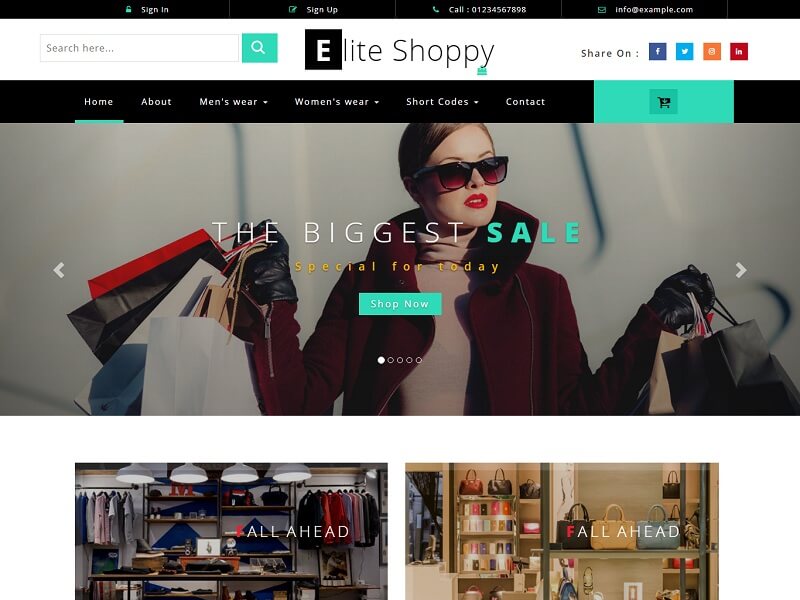 Sign In
Sign Up
Call : 01234567898
info@example.com
Search here...
Elite Shoppy
Share On :
Home
About
Men's wear
Women's wear
Short Codes
Contact
THE BIGGEST SALE
Special for today
Shop Now
FALL AHEAD
FALL AHEAD